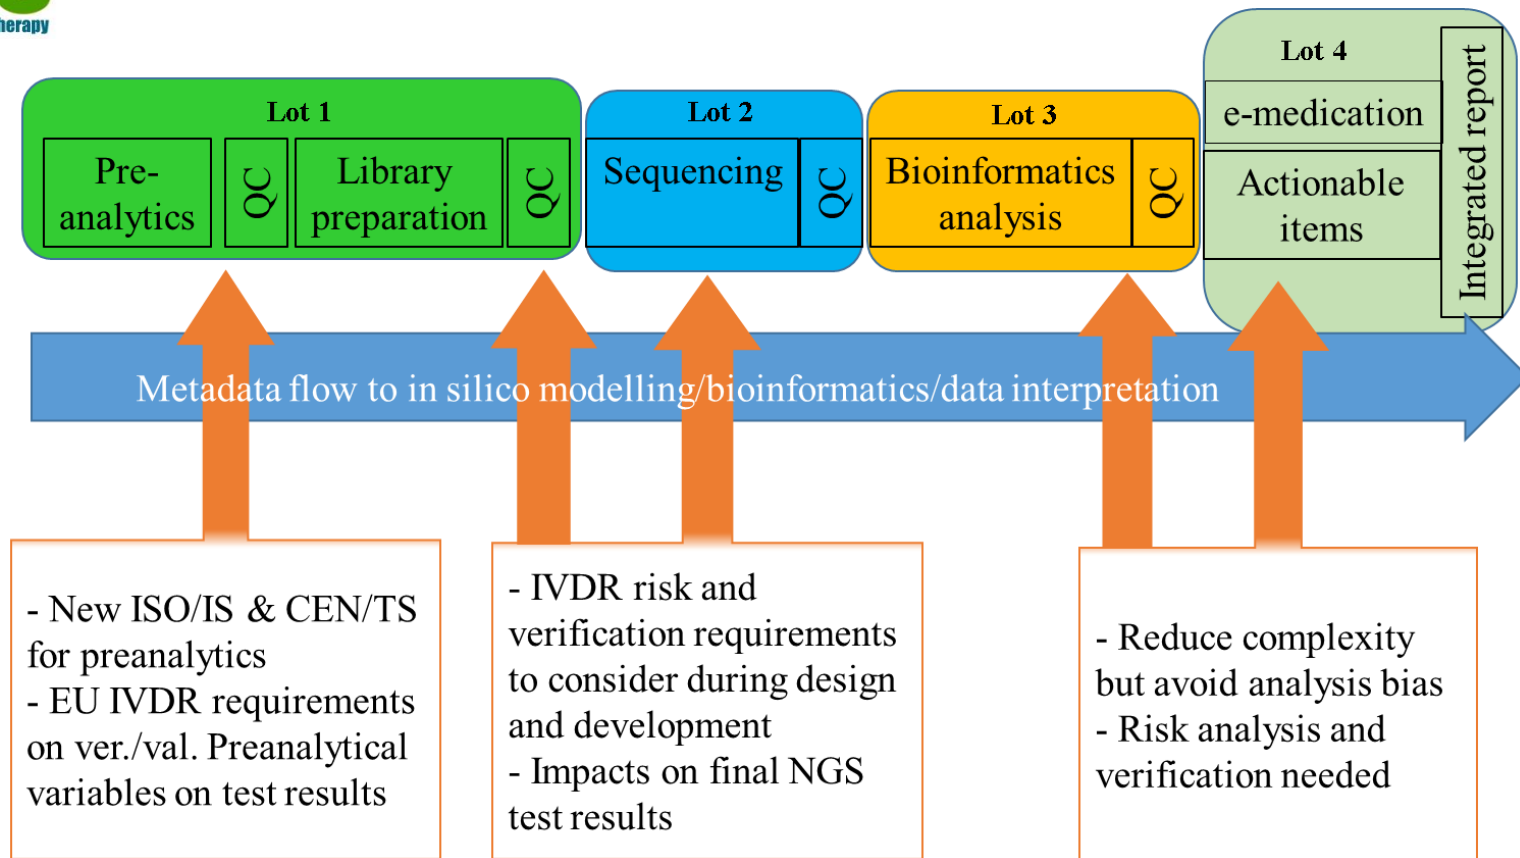 herapy
Lot 1
Pre-
analytics
QC
Library
preparation
QC
Lot 2
Sequencing
QC
Lot 3
Bioinformatics
analysis
QC
Lot 4
e-medication
Actionable
items
Integrated report
Metadata flow to in silico modelling/bioinformatics/data interpretation
- New ISO/IS & CEN/TS
for preanalytics
- EU IVDR requirements
on ver./val. Preanalytical
variables on test results
- IVDR risk and
verification requirements
to consider during design
and development
- Impacts on final NGS
test results
- Reduce complexity
but avoid analysis bias
- Risk analysis and
verification needed